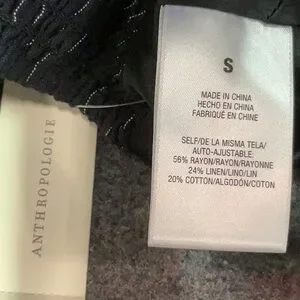 ANTHROPOLOGIE
S
MADE IN CHINA
HECHO EN CHINA
FABRIQUÉ EN CHINE
SELF/DE LA MISMA TELA/
AUTO-AJUSTABLE:
56% RAYON/RAYON/RAYONNE
24% LINEN/LINO/LIN
20% COTTON/ALGODÓN/COTON